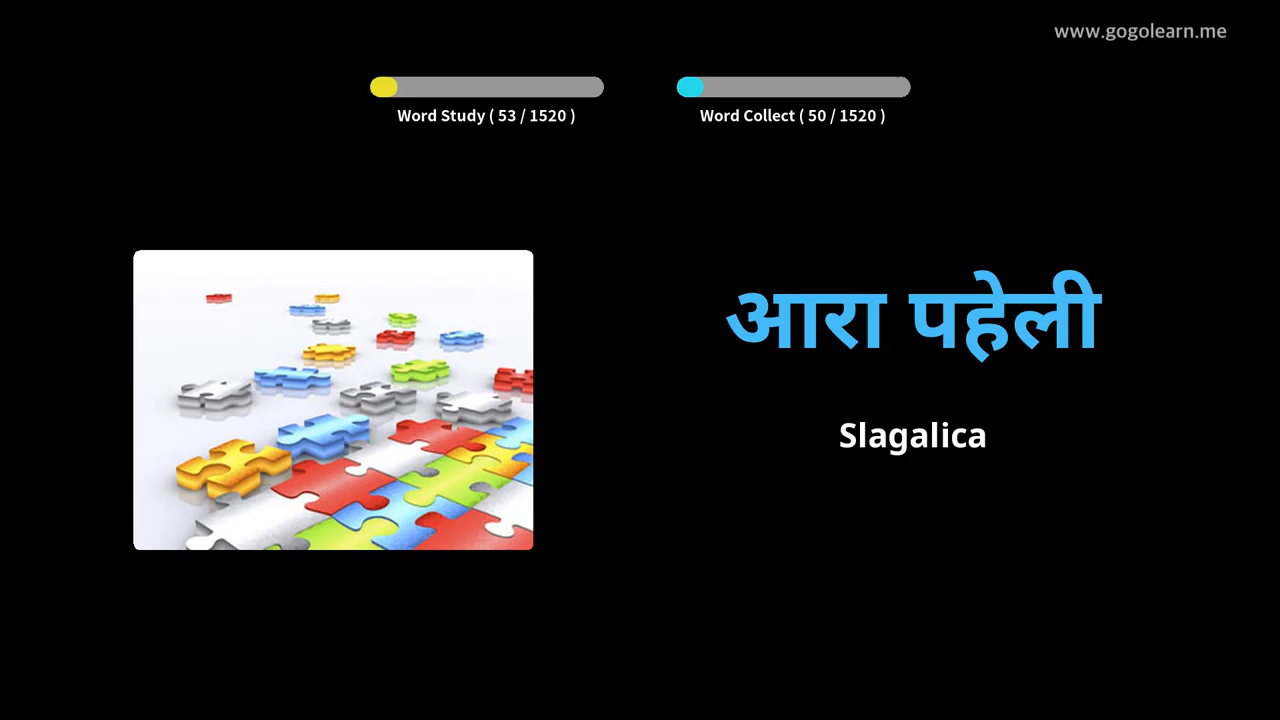 www.gogolearn.me
Word Study ( 53 / 1520 )
Word Collect ( 50 / 1520 )
आरा पहेली
Slagalica